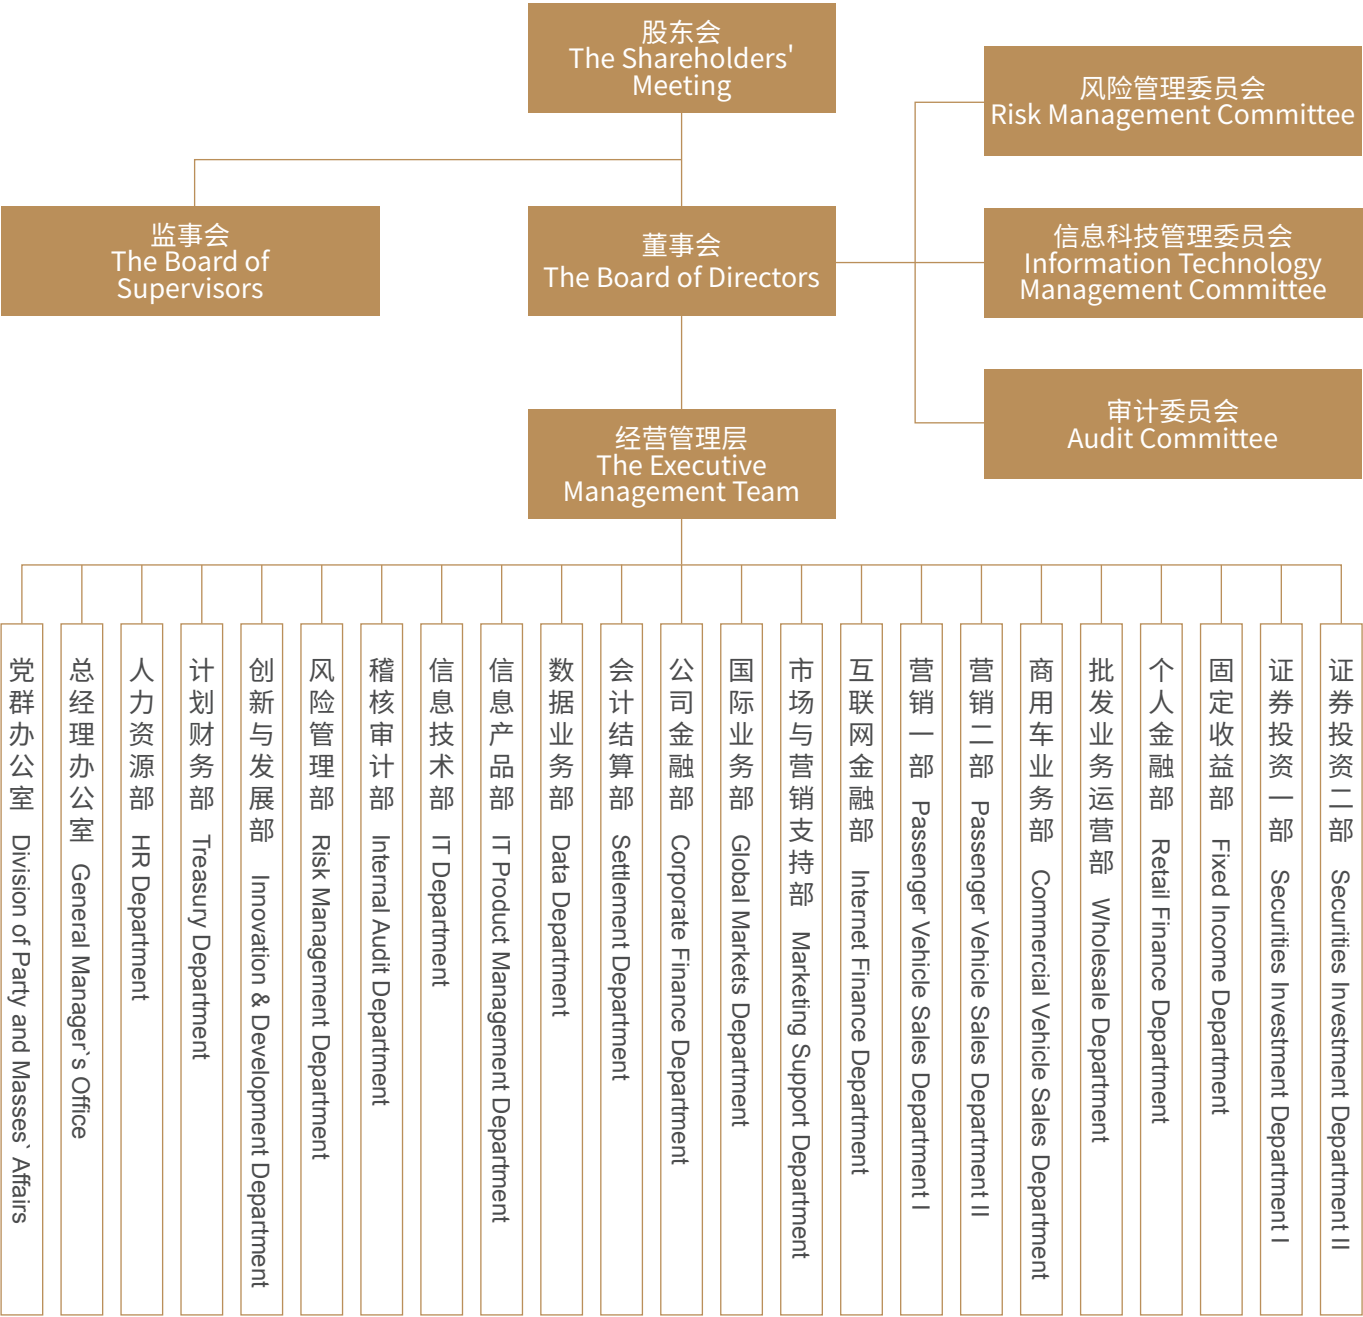 股东会
The Shareholders'
Meeting
风险管理委员会
Risk Management Committee
监事会
The Board of
Supervisors
董事会
The Board of Directors
信息科技管理委员会
Information Technology
Management Committee
审计委员会
Audit Committee
经营管理层
The Executive
Management Team
党群办公室 Division of Party and Masses` Affairs
总经理办公室 General Manager`s Office
人力资源部 HR Department
计划财务部 Treasury Department
创新与发展部 Innovation & Development Department
风险管理部 Risk Management Department
稽核审计部 Internal Audit Department
信息技术部 IT Department
信息产品部 IT Product Management Department
数据业务部 Data Department
会计结算部 Settlement Department
公司金融部 Corporate Finance Department
国际业务部 Global Markets Department
市场与营销支持部 Marketing Support Department
互联网金融部 Internet Finance Department
营销一部 Passenger Vehicle Sales Department I
营销二部 Passenger Vehicle Sales Department II
商用车业务部 Commercial Vehicle Sales Department
批发业务运营部 Wholesale Department
个人金融部 Retail Finance Department
固定收益部 Fixed Income Department
证券投资一部 Securities Investment Department I
证券投资二部 Securities Investment Department II